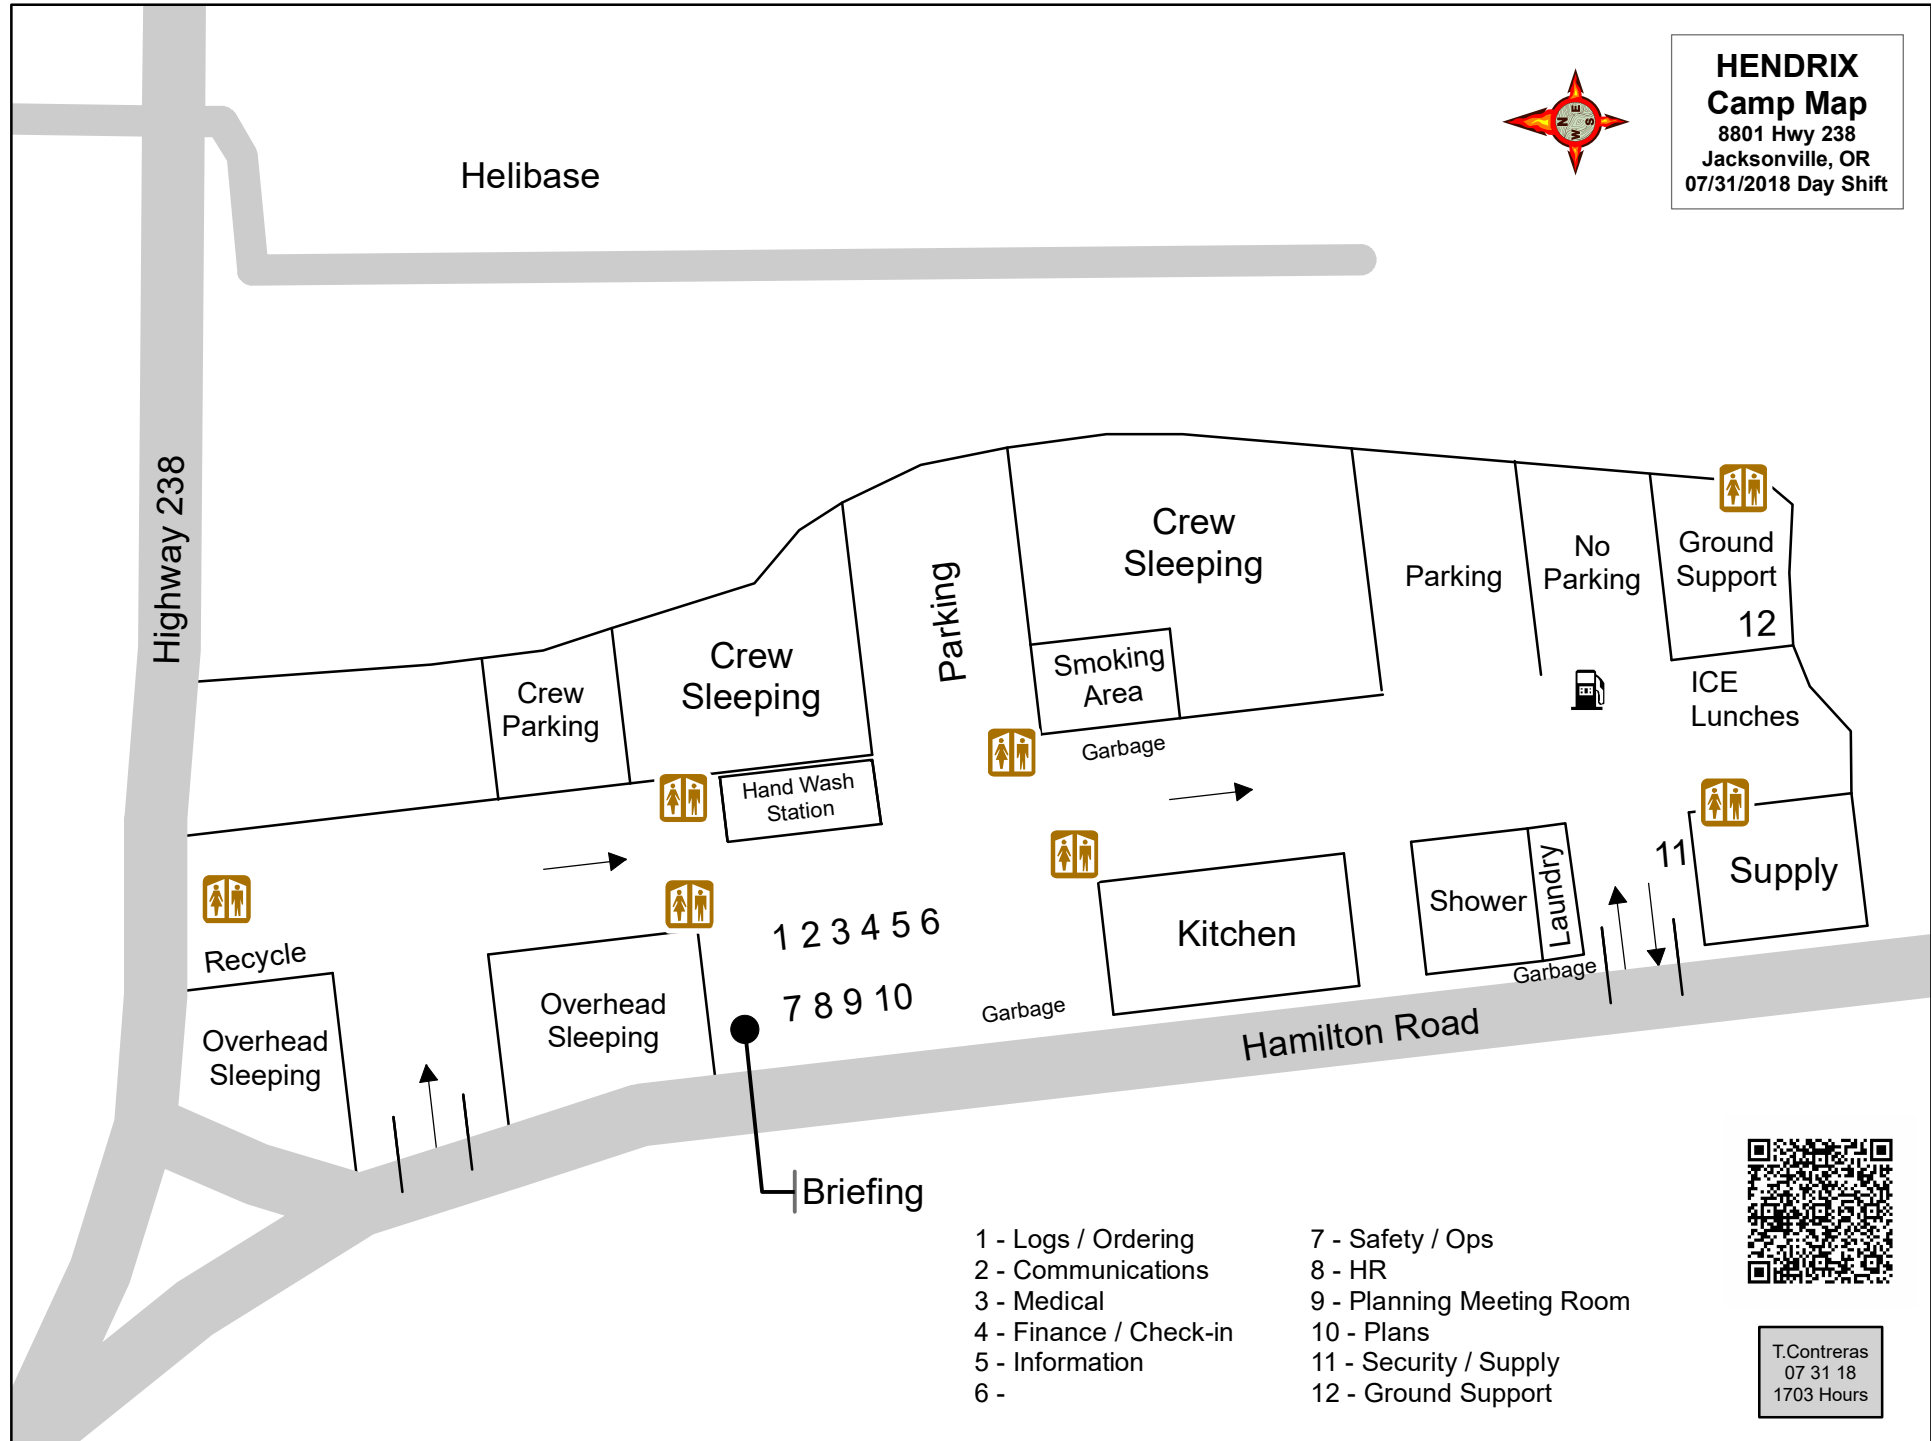 HENDRIX
Camp Map
8801 Hwy 238
Jacksonville, OR
07/31/2018 Day Shift
N
E
S
W
Helibase
Highway 238
Crew
Parking
Crew
Sleeping
Parking
Crew
Sleeping
Smoking
Area
Garbage
Parking
No
Parking
Ground
Support
12
ICE
Lunches
Hand Wash
Station
Recycle
Overhead
Sleeping
Overhead
Sleeping
1 2 3 4 5 6
7 8 9 10
Garbage
Kitchen
Shower
Laundry
Garbage
11
Supply
Hamilton Road
Briefing
1 - Logs / Ordering
2 - Communications
3 - Medical
4 - Finance / Check-in
5 - Information
6 -
7 - Safety / Ops
8 - HR
9 - Planning Meeting Room
10 - Plans
11 - Security / Supply
12 - Ground Support
T.Contreras
07 31 18
1703 Hours